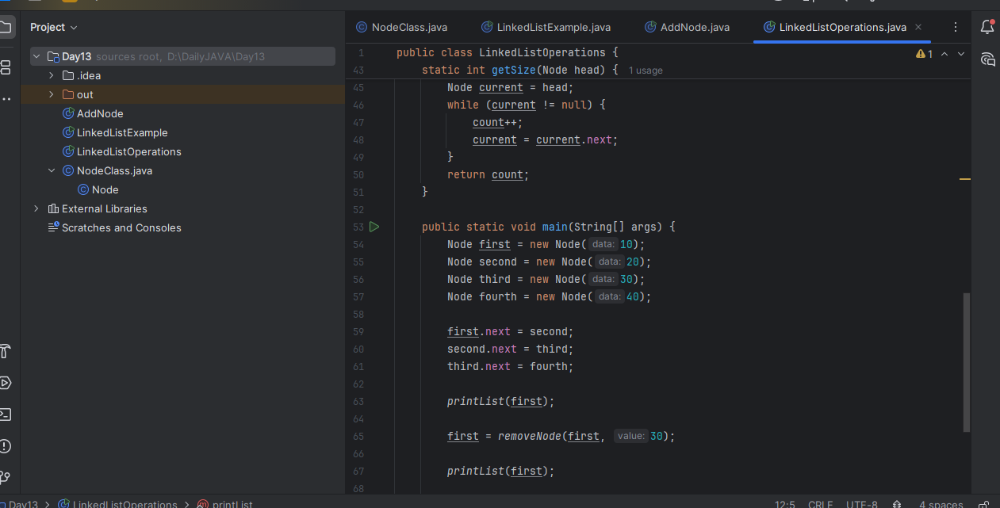 Project
Day13 sources root, D:\DailyJAVA\Day13
.idea
out
AddNode
LinkedListExample
LinkedListOperations
NodeClass.java
Node
External Libraries
Scratches and Consoles
NodeClass.java LinkedListExample.java AddNode.java LinkedListOperations.java
1 public class LinkedListOperations { 1
43 static int getSize(Node head) { 1 usage
45 Node current = head;
46 while (current != null) {
47 count++;
48 current = current.next;
49 }
50 return count;
51 }
52
53 public static void main(String[] args) {
54 Node first = new Node( data: 10);
55 Node second = new Node( data: 20);
56 Node third = new Node( data: 30);
57 Node fourth = new Node( data: 40);
58
59 first.next = second;
60 second.next = third;
61 third.next = fourth;
62
63 printList(first);
64
65 first = removeNode(first, value: 30);
66
67 printList(first);
68
Day13 > LinkedListOperations > printList 12:5 CRLF UTF-8 4 spaces